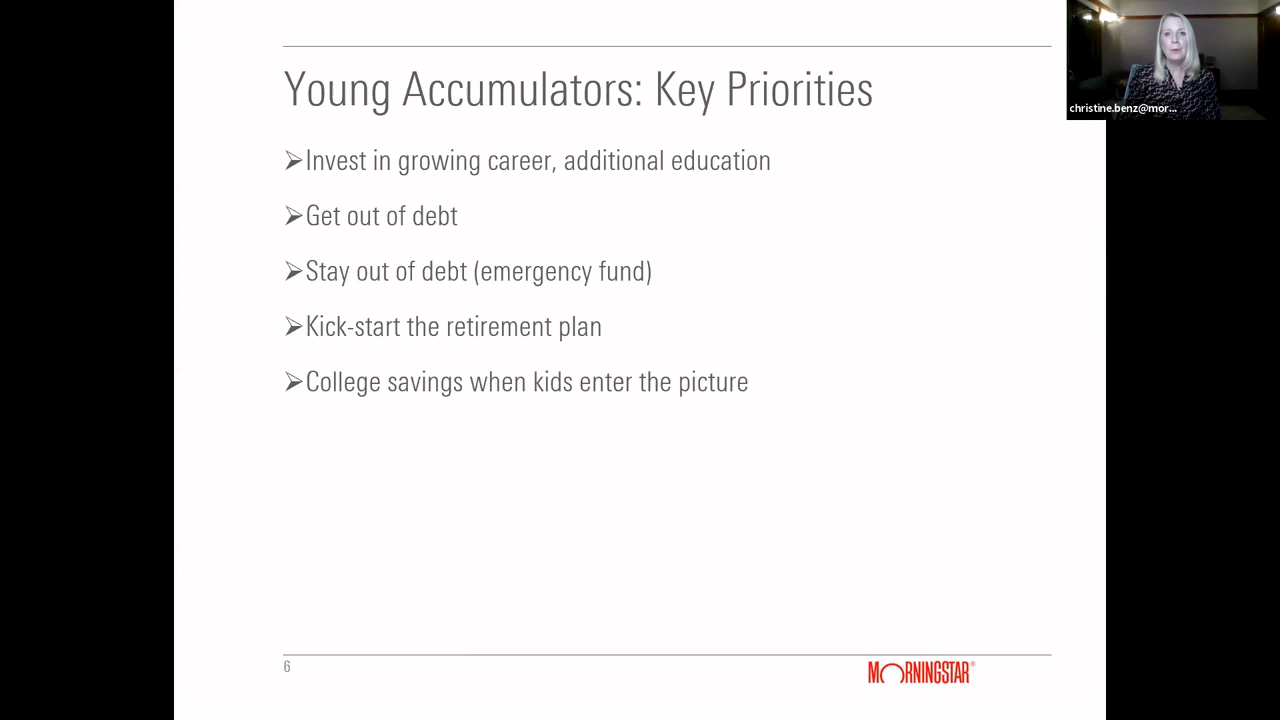 Young Accumulators: Key Priorities
➢Invest in growing career, additional education
➢Get out of debt
➢Stay out of debt (emergency fund)
➢Kick-start the retirement plan
➢College savings when kids enter the picture
6
MORNINGSTAR®
christine.benz@mor...